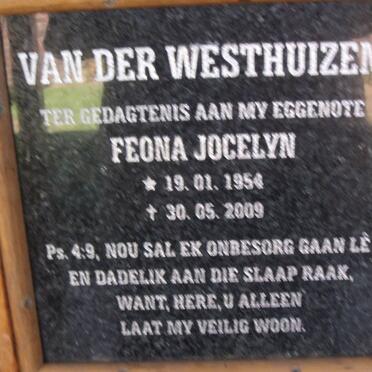 VAN DER WESTHUIZEN
TER GEDAGTENIS AAN MY EGGENOTE
FEONA JOCELYN
★ 19. 01. 1954
✝ 30. 05. 2009
Ps. 4:9, NOU SAL EK ONBESORG GAAN LÊ
EN DADELIK AAN DIE SLAAP RAAK,
WANT, HERE, U ALLEEN
LAAT MY VEILIG WOON.